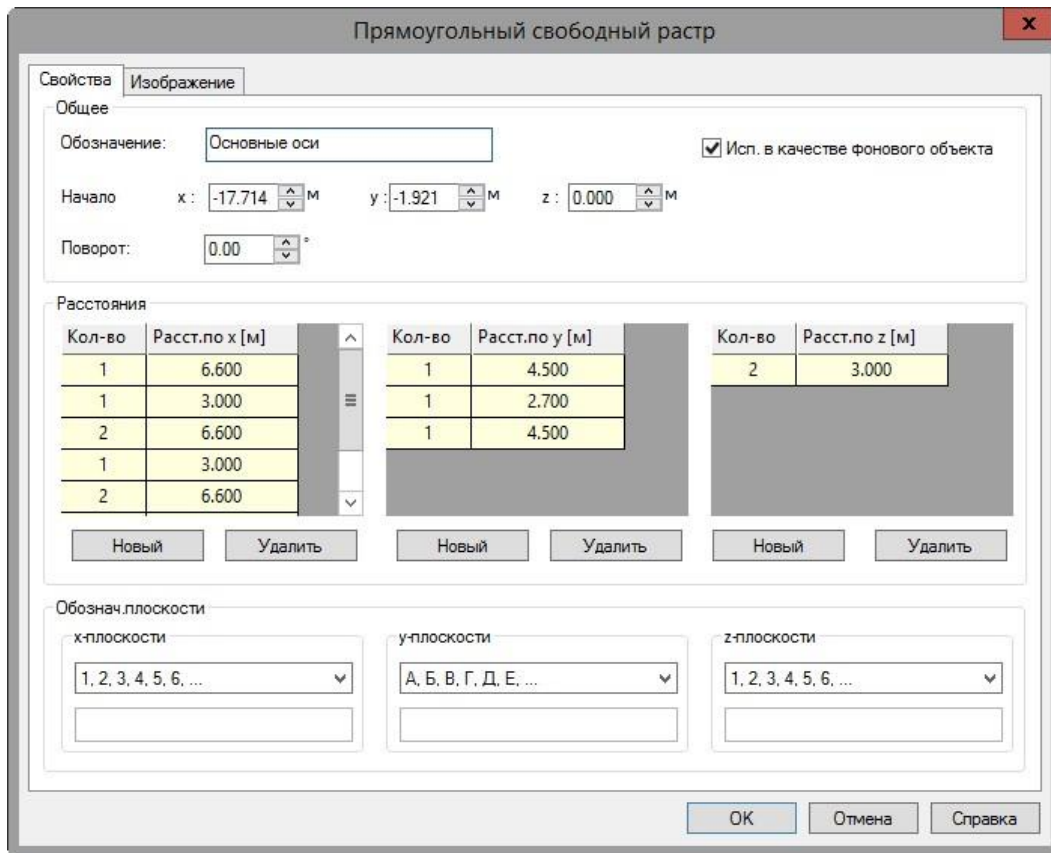 Прямоугольный свободный растр
x
Свойства Изображение
Общее
Обозначение: Основные оси Исп. в качестве фонового объекта
Начало x : -17.714 м y : -1.921 м z : 0.000 м
Поворот: 0.00 °
Расстояния
Кол-во Расст.по x [м] Кол-во Расст.по y [м] Кол-во Расст.по z [м]
1 6.600 1 4.500 2 3.000
1 3.000 1 2.700
2 6.600 1 4.500
1 3.000
2 6.600
Новый Удалить Новый Удалить Новый Удалить
Обознач.плоскости
x-плоскости y-плоскости z-плоскости
1, 2, 3, 4, 5, 6, ... А, Б, В, Г, Д, Е, ... 1, 2, 3, 4, 5, 6, ...
OK Отмена Справка